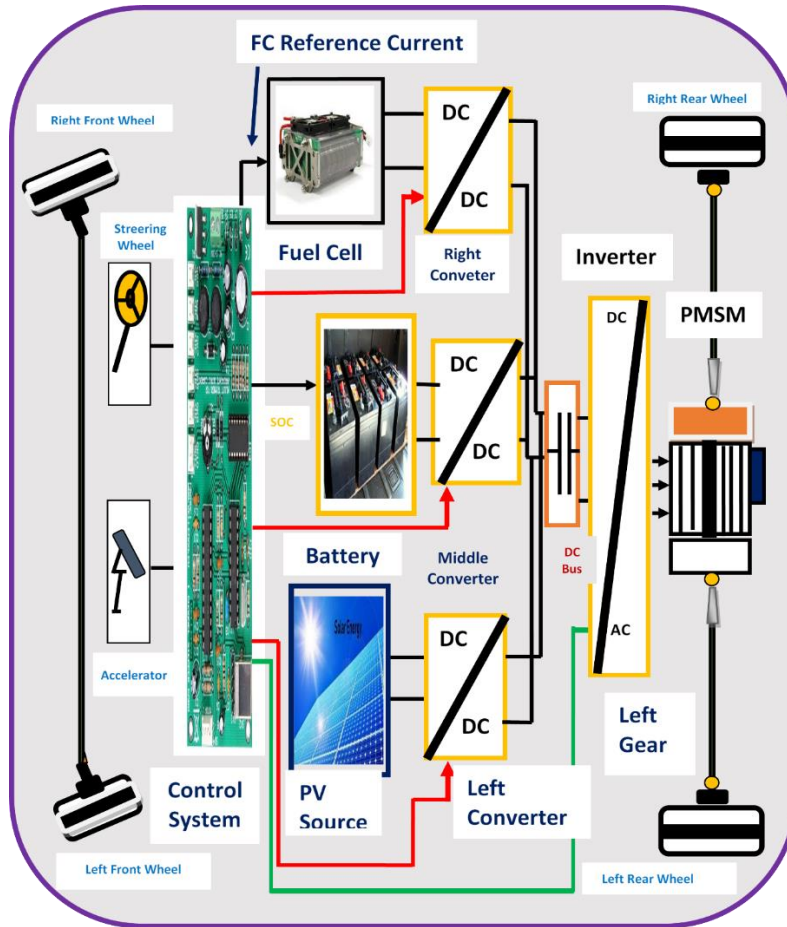 FC Reference Current
Right Front Wheel
Right Rear Wheel
DC
DC
Streering
Wheel
Fuel Cell
Right
Conveter
Inverter
DC
PMSM
DC
DC
SOC
Battery
Middle
Converter
DC
Bus
Solar Energy
DC
DC
AC
Accelerator
Left
Gear
Control
System
PV
Source
Left
Converter
Left Front Wheel
Left Rear Wheel